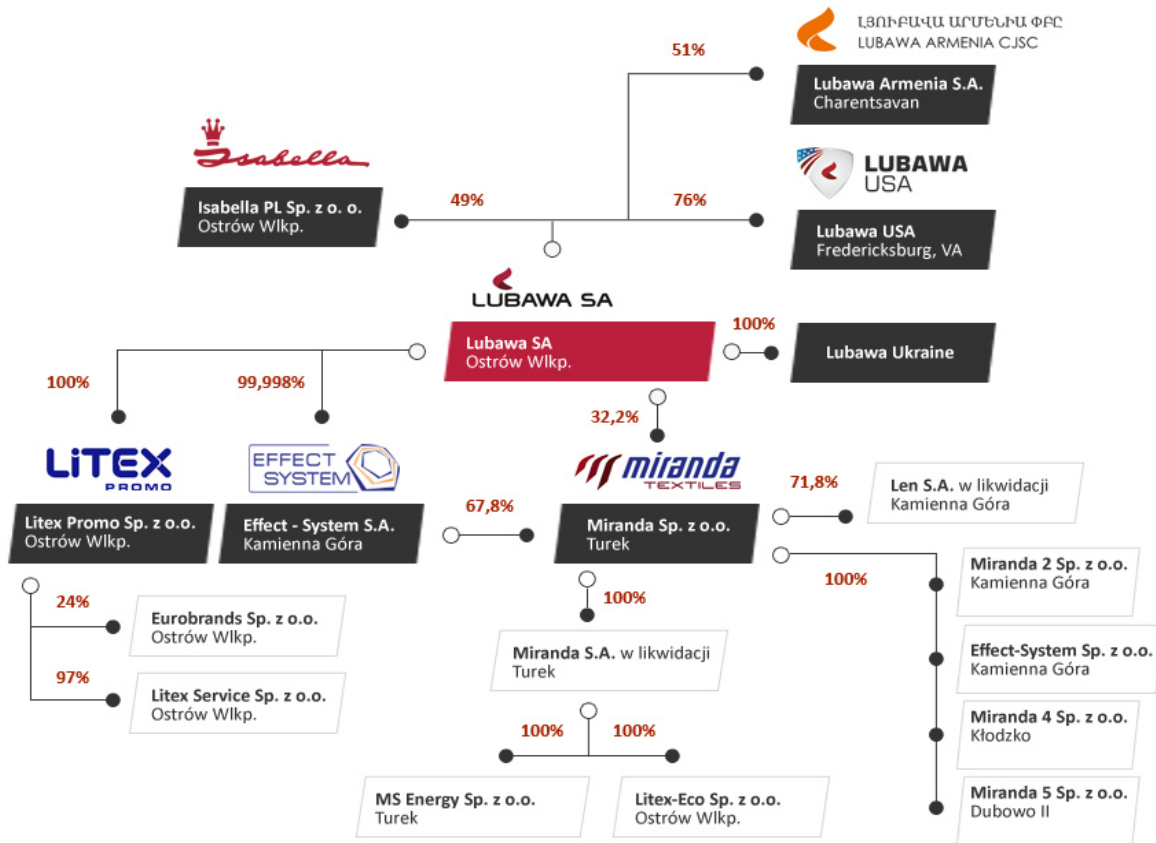 ԼՅՈՒԲԱՎԱ ԱՐՄԵՆԻԱ ՓԲԸ
LUBAWA ARMENIA CJSC
51%
Lubawa Armenia S.A.
Charentsavan
Isabella
LUBAWA
USA
Isabella PL Sp. z o. o.
Ostrów Wlkp.
49%
76%
Lubawa USA
Fredericksburg, VA
LUBAWA SA
Lubawa SA
Ostrów Wlkp.
100%
Lubawa Ukraine
100%
99,998%
32,2%
LiTEX
PROMO
EFFECT
SYSTEM
miranda
TEXTILES
71,8%
Len S.A. w likwidacji
Kamienna Góra
Litex Promo Sp. z o.o.
Ostrów Wlkp.
Effect - System S.A.
Kamienna Góra
67,8%
Miranda Sp. z o.o.
Turek
100%
Miranda 2 Sp. z o.o.
Kamienna Góra
24%
Eurobrands Sp. z o.o.
Ostrów Wlkp.
100%
Miranda S.A. w likwidacji
Turek
Effect-System Sp. z o.o.
Kamienna Góra
97%
Litex Service Sp. z o.o.
Ostrów Wlkp.
Miranda 4 Sp. z o.o.
Kłodzko
100%
100%
MS Energy Sp. z o.o.
Turek
Litex-Eco Sp. z o.o.
Ostrów Wlkp.
Miranda 5 Sp. z o.o.
Dubowo II